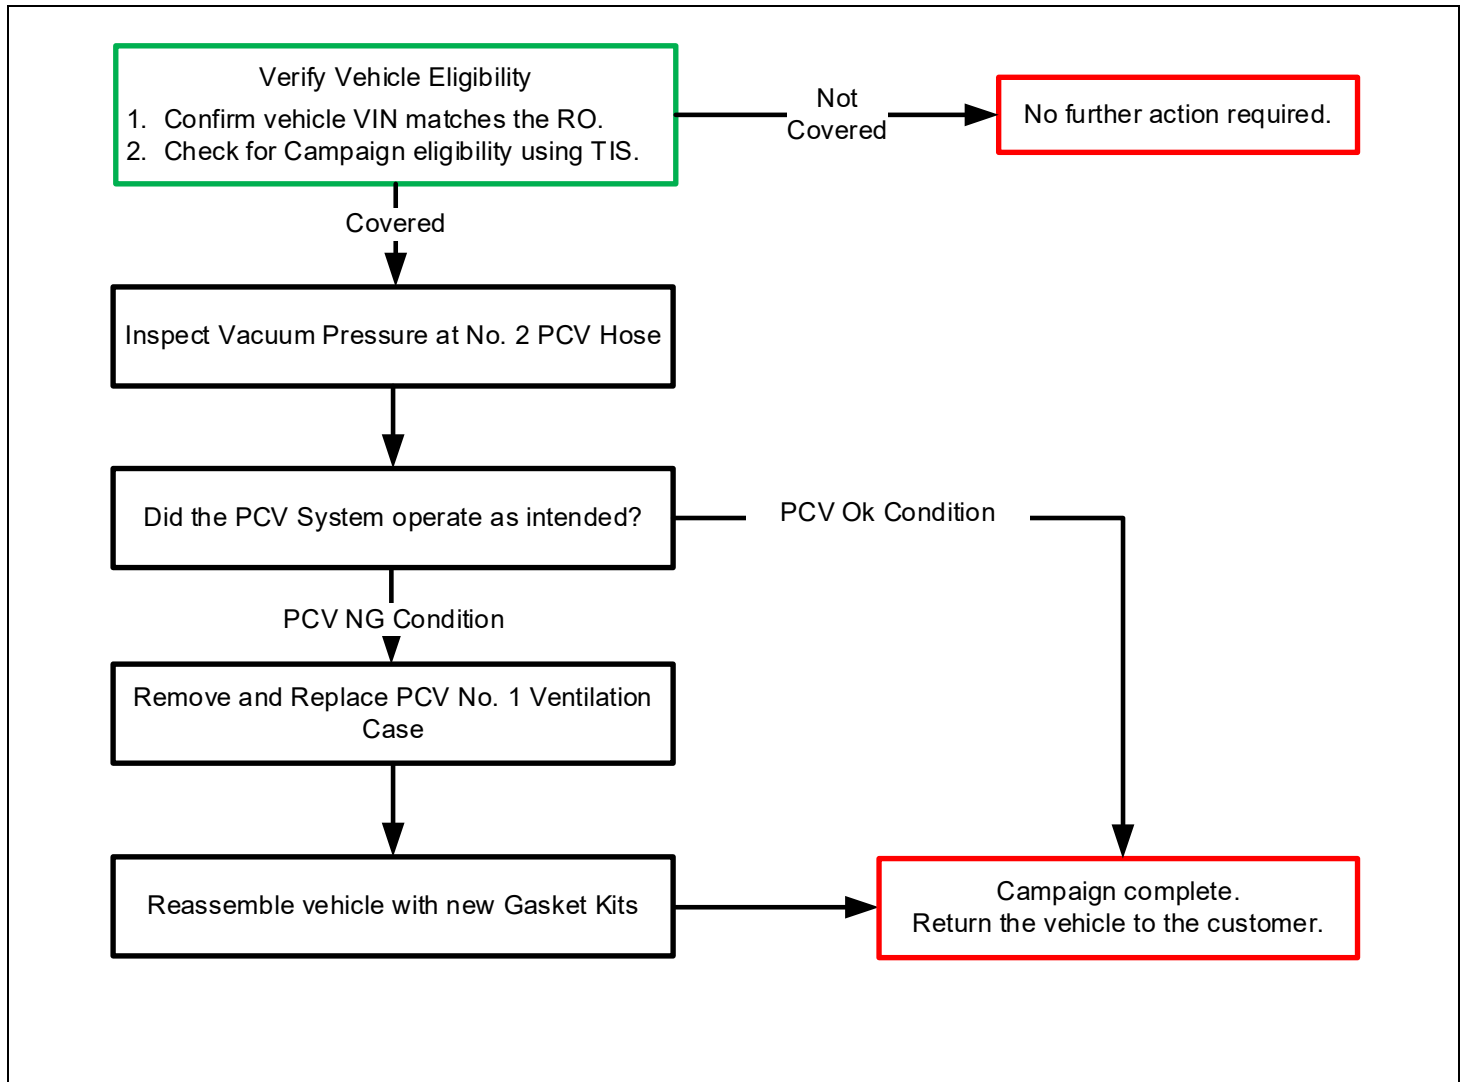 Verify Vehicle Eligibility
1. Confirm vehicle VIN matches the RO.
2. Check for Campaign eligibility using TIS.
Not
Covered
No further action required.
Covered
Inspect Vacuum Pressure at No. 2 PCV Hose
Did the PCV System operate as intended?
PCV Ok Condition
PCV NG Condition
Remove and Replace PCV No. 1 Ventilation
Case
Reassemble vehicle with new Gasket Kits
Campaign complete.
Return the vehicle to the customer.